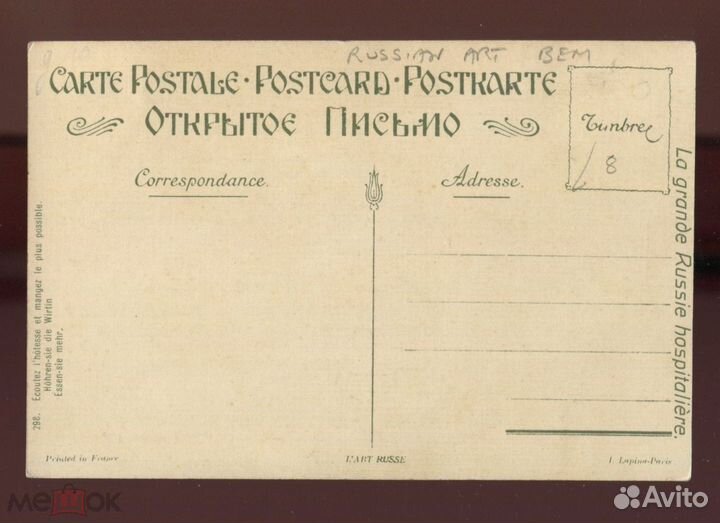 RUSSIAN ART BEM
CARTE POSTALE · POSTCARD · POSTKARTE
ОТКРЫТОЕ ПИСЬМО
Timbre
8
Correspondance.
Adresse.
La grande Russie hospitalière.
298. Ecoutez l'hôtesse et mangez le plus possible.
Höhren-sie die Wirtin
Essen-sie mehr.
Printed in France
L'ART RUSSE
I. Lapina-Paris
мешок
Avito